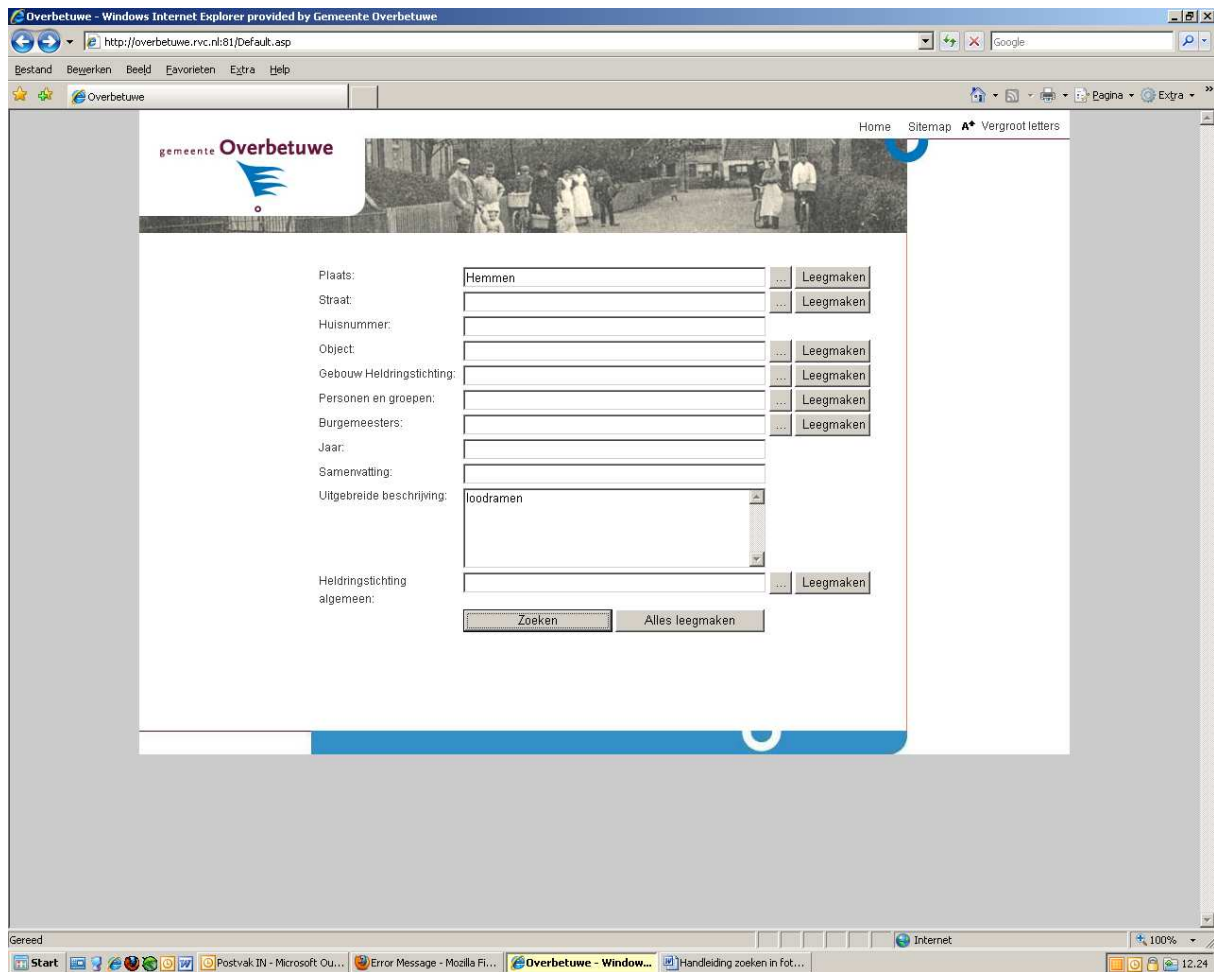 Overbetuwe - Windows Internet Explorer provided by Gemeente Overbetuwe
http://overbetuwe.rvc.nl:81/Default.asp
Google
Bestand Bewerken Beeld Favorieten Extra Help
Overbetuwe
Pagina Extra
Home Sitemap A+ Vergroot letters
gemeente Overbetuwe
Plaats: Hemmen ... Leegmaken
Straat: ... Leegmaken
Huisnummer:
Object: ... Leegmaken
Gebouw Heldringstichting: ... Leegmaken
Personen en groepen: ... Leegmaken
Burgemeesters: ... Leegmaken
Jaar:
Samenvatting:
Uitgebreide beschrijving: loodramen
Heldringstichting ... Leegmaken
algemeen:
Zoeken Alles leegmaken
Gereed Internet 100%
Start Postvak IN - Microsoft Ou... Error Message - Mozilla Fi... Overbetuwe - Window... Handleiding zoeken in fot... 12.24